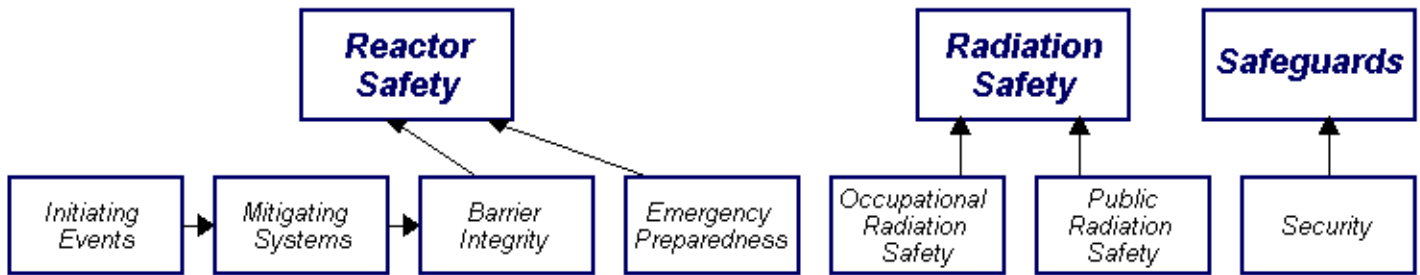 Reactor
Safety
Radiation
Safety
Safeguards
Initiating
Events
Mitigating
Systems
Barrier
Integrity
Emergency
Preparedness
Occupational
Radiation
Safety
Public
Radiation
Safety
Security